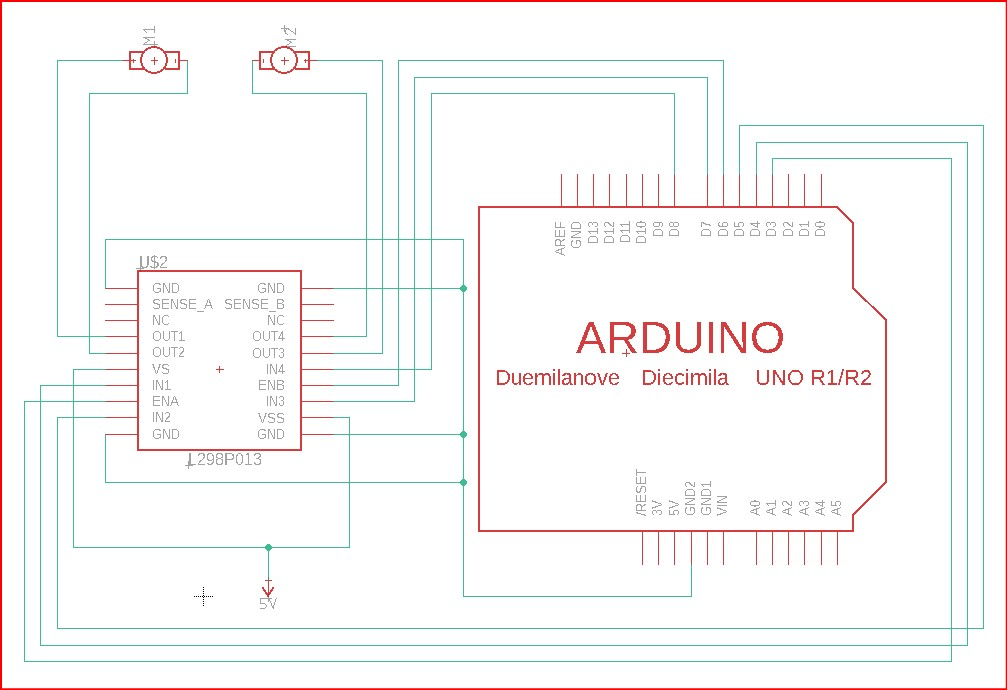 M1
M2
AREF
GND
D13
D12
D11
D10
D9
D8
D7
D6
D5
D4
D3
D2
D1
D0
U$2
GND GND
SENSE_A SENSE_B
NC NC
OUT1 OUT4
OUT2 OUT3
VS IN4
IN1 ENB
ENA IN3
IN2 VSS
GND GND
L298P013
ARDUINO
Duemilanove Diecimila UNO R1/R2
/RESET
3V
5V
GND2
GND1
VIN
A0
A1
A2
A3
A4
A5
5V